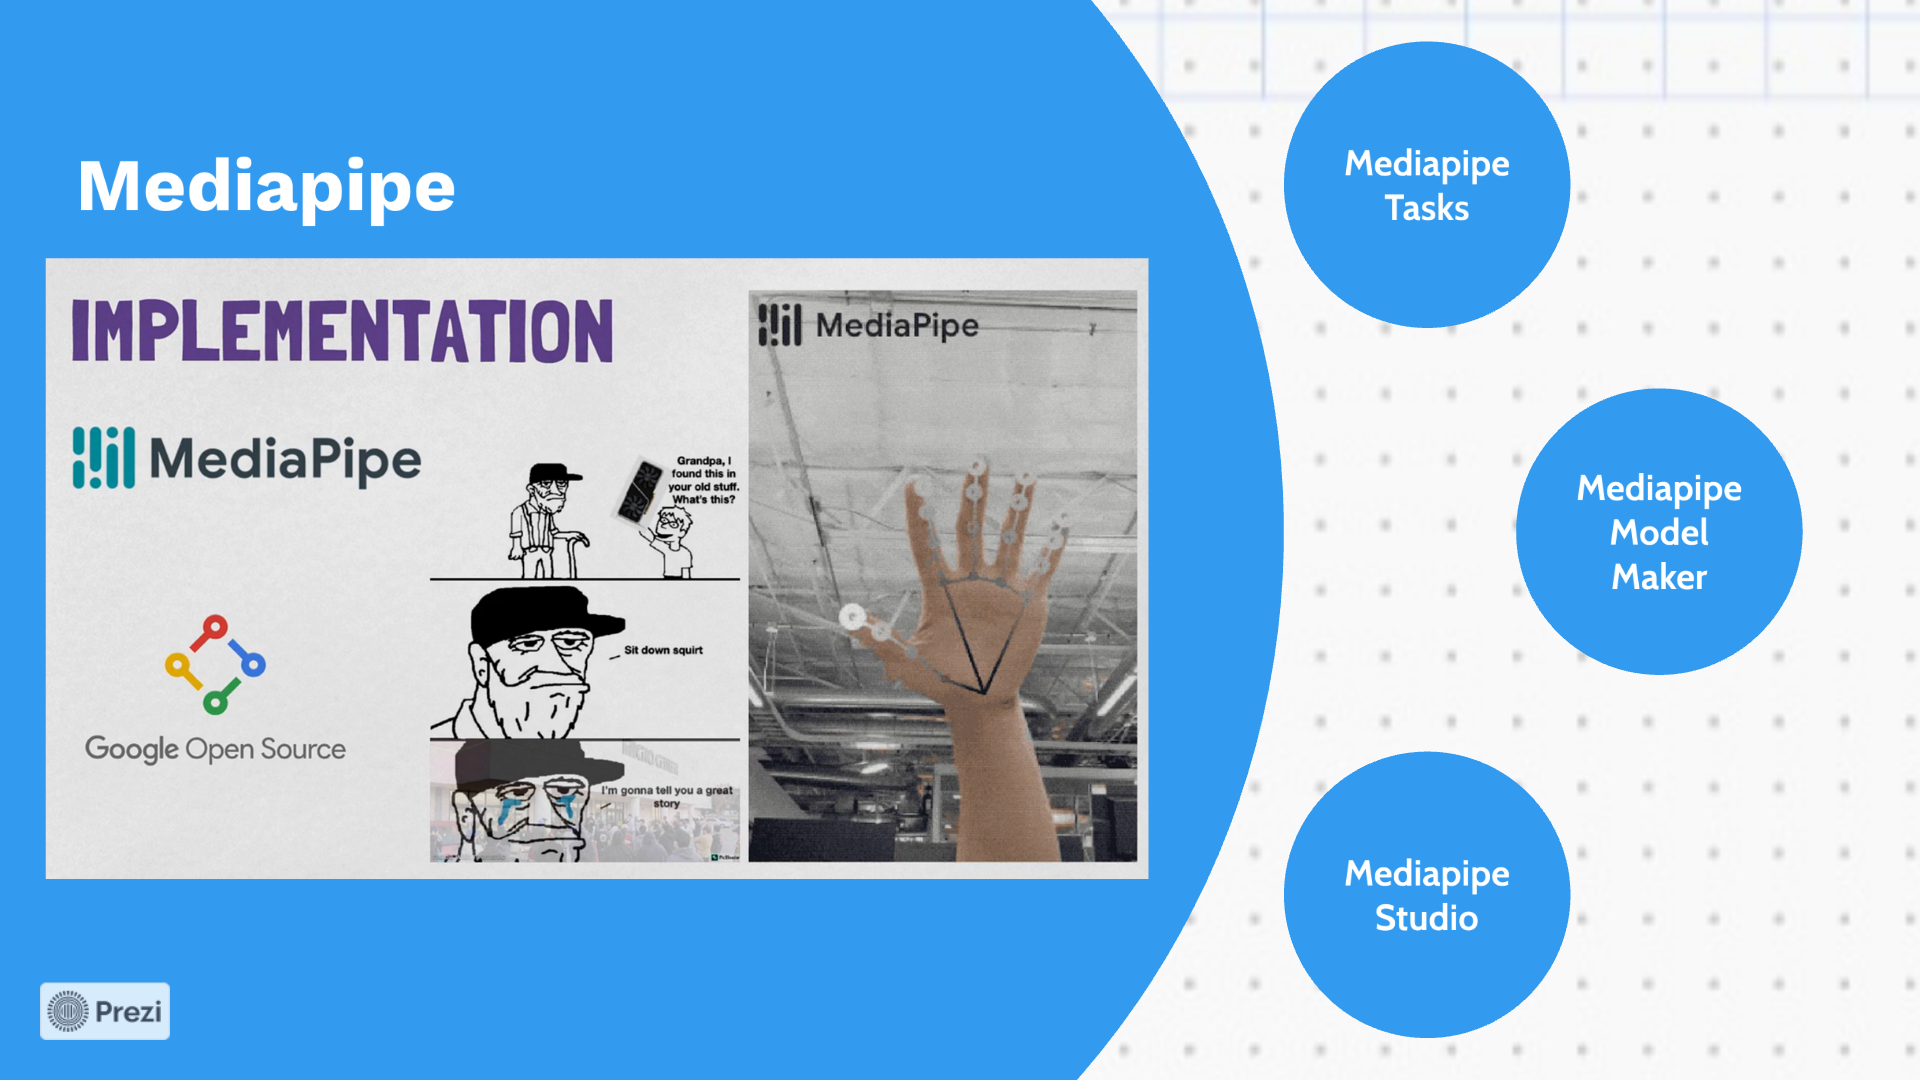 Mediapipe
IMPLEMENTATION
MediaPipe
Google Open Source
Grandpa, I
found this in
your old stuff.
What's this?
Sit down squirt
I'm gonna tell you a great
story
MediaPipe
Mediapipe
Tasks
Mediapipe
Model
Maker
Mediapipe
Studio
Prezi